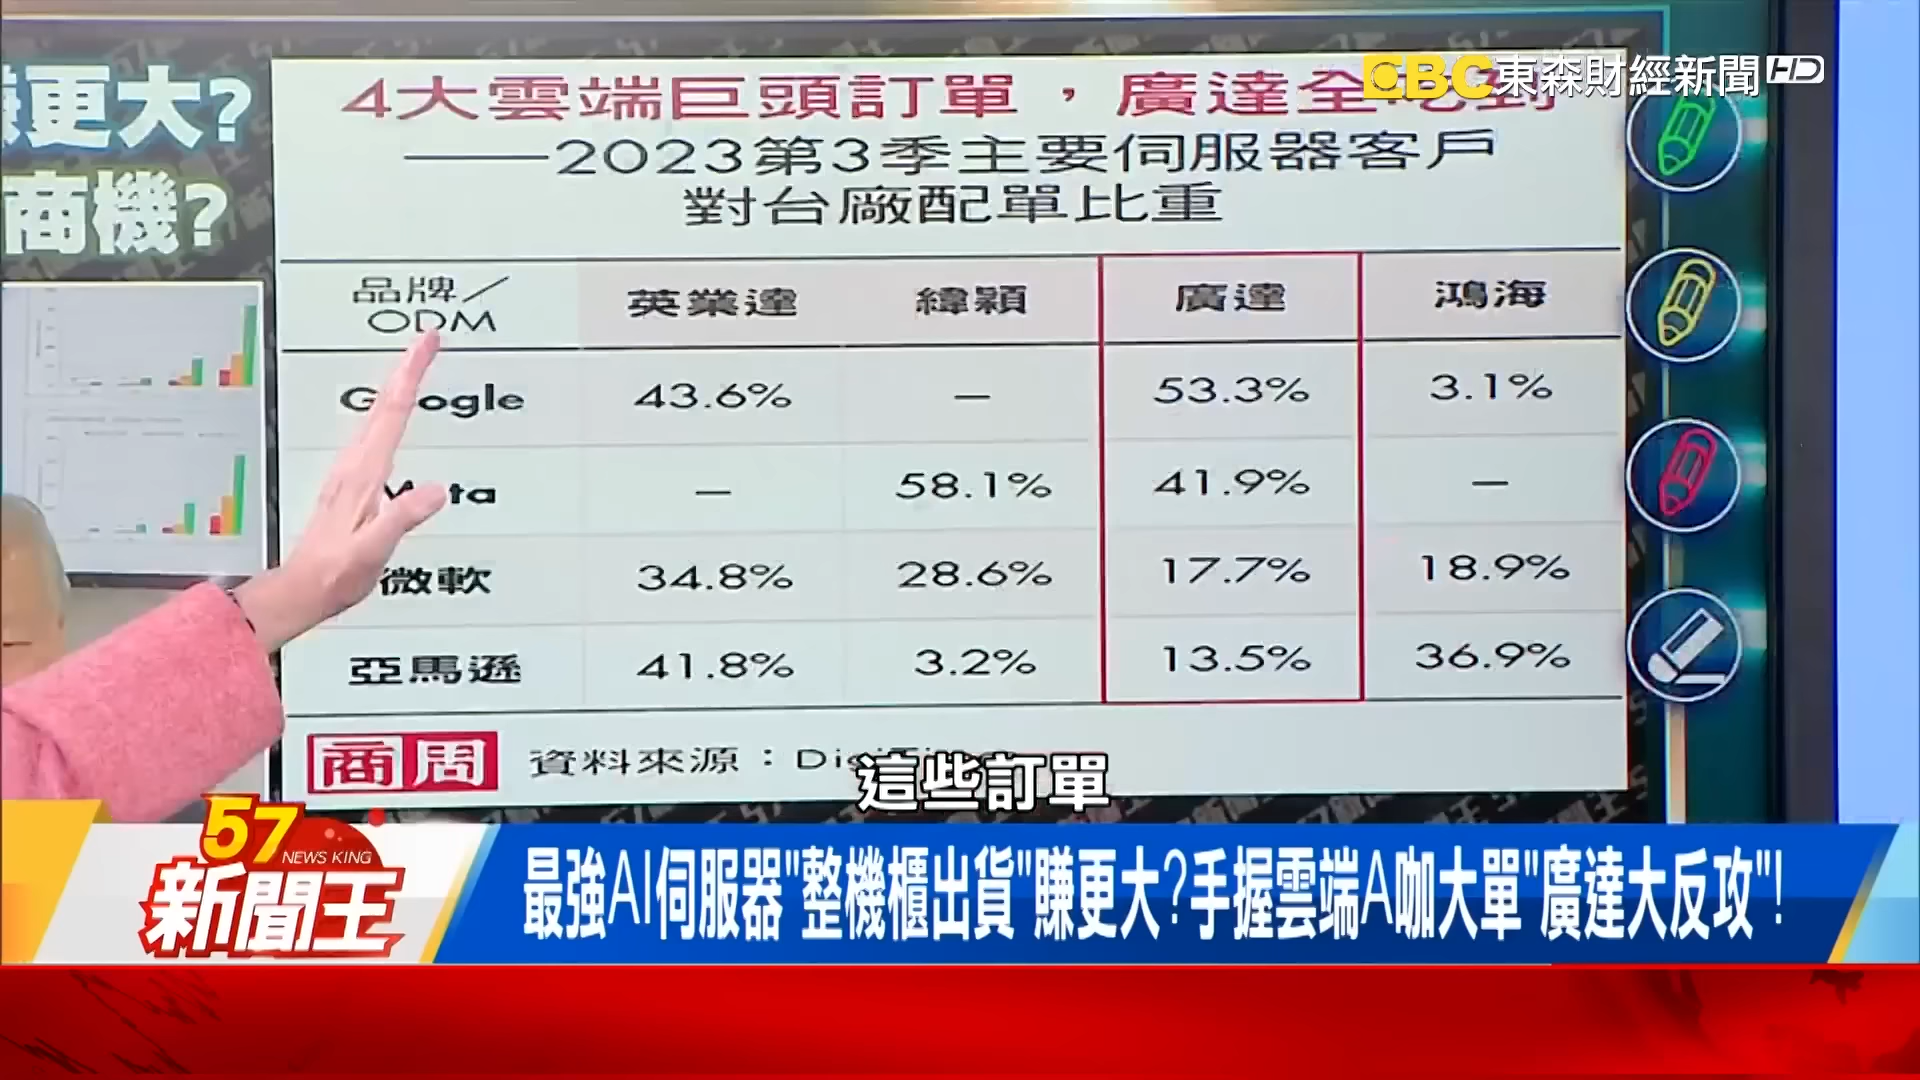 東森財經新聞 HD
賺更大?
商機?
4大雲端巨頭訂單，廣達全吃到
——2023第3季主要伺服器客戶
對台廠配單比重
品牌／ 英業達 緯穎 廣達 鴻海
ODM
Google 43.6% — 53.3% 3.1%
Meta — 58.1% 41.9% —
微軟 34.8% 28.6% 17.7% 18.9%
亞馬遜 41.8% 3.2% 13.5% 36.9%
商周 資料來源：
這些訂單
57
NEWS KING
新聞王
最強AI伺服器"整機櫃出貨"賺更大?手握雲端A咖大單"廣達大反攻"!